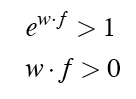 e^{w·f} > 1
w · f > 0